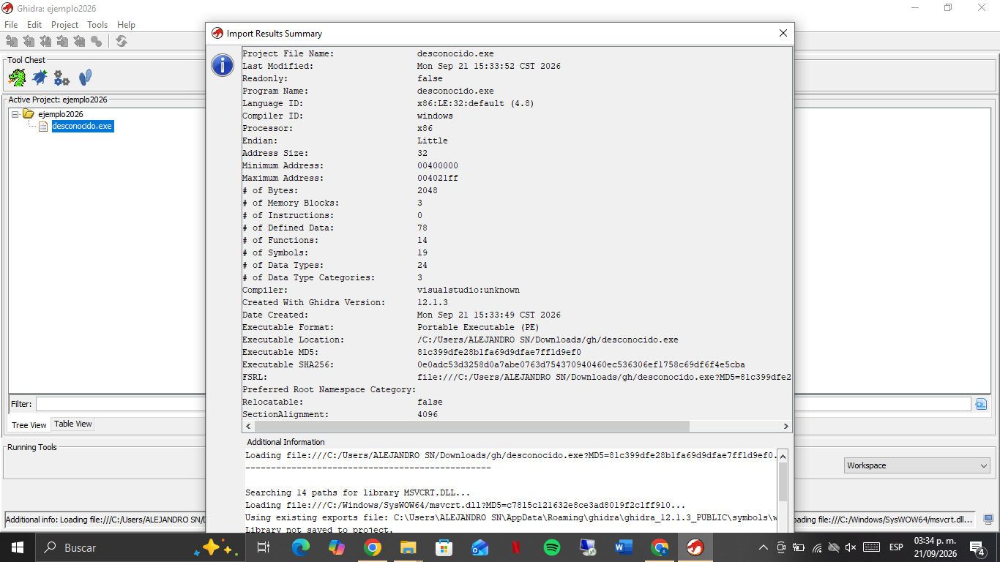 Ghidra: ejemplo2026
File Edit Project Tools Help
Tool Chest
Active Project: ejemplo2026
ejemplo2026
desconocido.exe
Filter:
Tree View Table View
Running Tools
Workspace
Import Results Summary
Project File Name: desconocido.exe
Last Modified: Mon Sep 21 15:33:52 CST 2026
Readonly: false
Program Name: desconocido.exe
Language ID: x86:LE:32:default (4.8)
Compiler ID: windows
Processor: x86
Endian: Little
Address Size: 32
Minimum Address: 00400000
Maximum Address: 004021ff
# of Bytes: 2048
# of Memory Blocks: 3
# of Instructions: 0
# of Defined Data: 78
# of Functions: 14
# of Symbols: 19
# of Data Types: 24
# of Data Type Categories: 3
Compiler: visualstudio:unknown
Created With Ghidra Version: 12.1.3
Date Created: Mon Sep 21 15:33:49 CST 2026
Executable Format: Portable Executable (PE)
Executable Location: /C:/Users/ALEJANDRO SN/Downloads/gh/desconocido.exe
Executable MD5: 81c399dfe28b1fa69d9dfae7ff1d9ef0
Executable SHA256: 0e0adc53d3258d0a7abe0763d754370940460ec536306ef1758c69df6f4e5cba
FSRL: file:///C:/Users/ALEJANDRO SN/Downloads/gh/desconocido.exe?MD5=81c399dfe2
Preferred Root Namespace Category:
Relocatable: false
SectionAlignment: 4096
Additional Information
Loading file:///C:/Users/ALEJANDRO SN/Downloads/gh/desconocido.exe?MD5=81c399dfe28b1fa69d9dfae7ff1d9ef0.
------------------------------------------------
Searching 14 paths for library MSVCRT.DLL...
Loading file:///C:/Windows/SysWOW64/msvcrt.dll?MD5=c7815c121632e8ce3ad8019f2c1ff910...
Using existing exports file: C:\Users\ALEJANDRO SN\AppData\Roaming\ghidra\ghidra_12.1.3_PUBLIC\symbols\w
Library not saved to project.
Additional info: Loading file:///C:/Users/ALEJANDRO SN/D
oading file:///C:/Windows/SysWOW64/msvcrt.dll...
Buscar
ESP
03:34 p. m.
21/09/2026
4